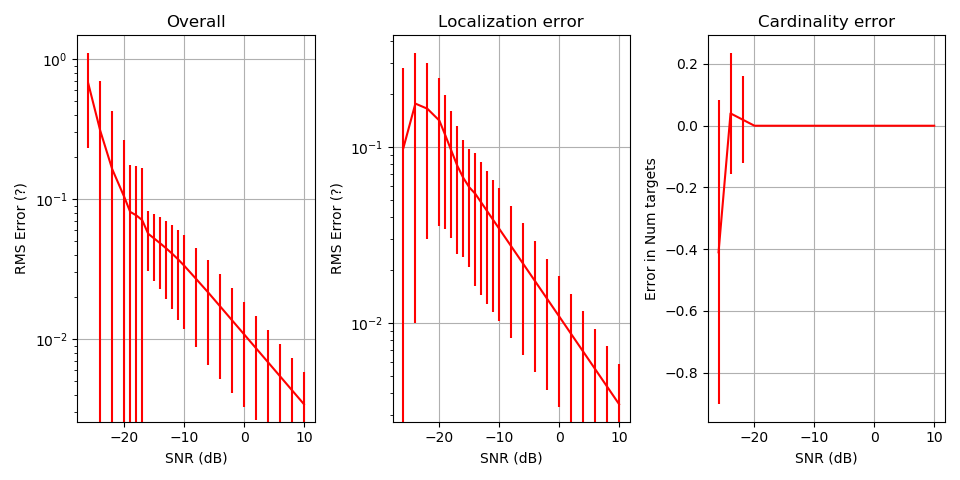 Overall
RMS Error (?)
10⁰
10⁻¹
10⁻²
−20 −10 0 10
SNR (dB)
Localization error
RMS Error (?)
10⁻¹
10⁻²
−20 −10 0 10
SNR (dB)
Cardinality error
Error in Num targets
0.2
0.0
−0.2
−0.4
−0.6
−0.8
−20 −10 0 10
SNR (dB)